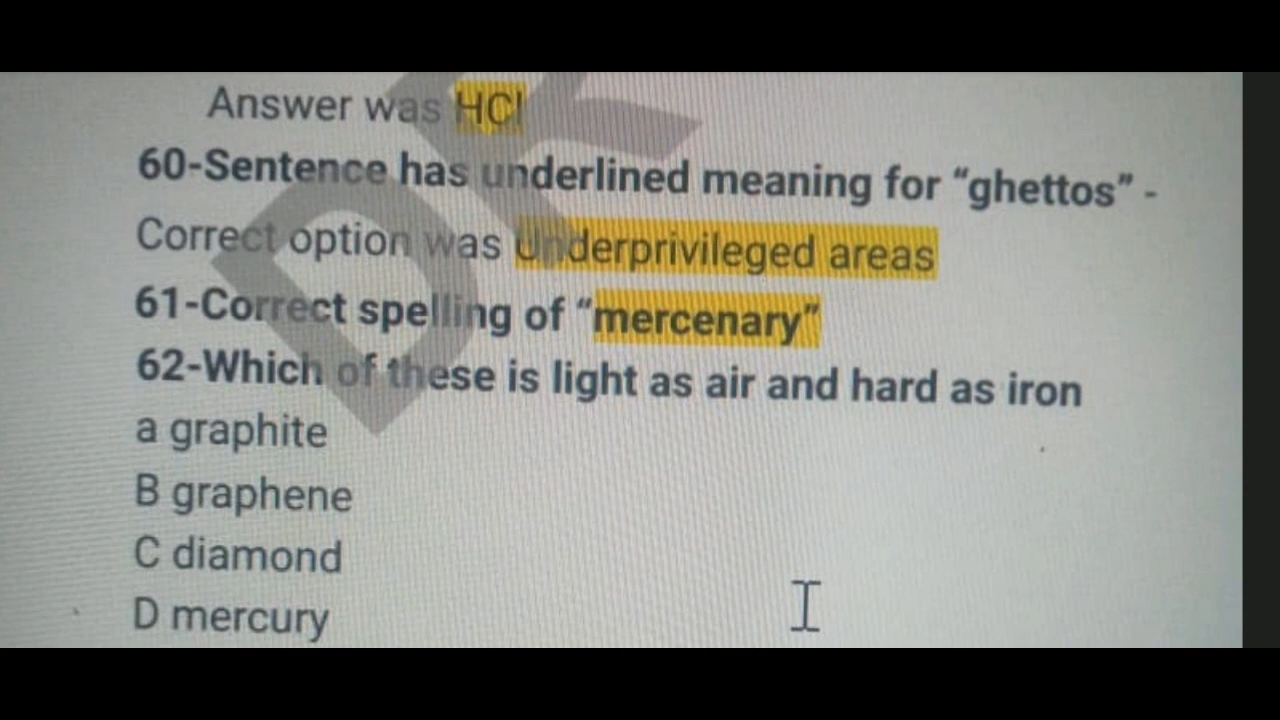 Answer was HCl
60-Sentence has underlined meaning for “ghettos” -
Correct option was Underprivileged areas
61-Correct spelling of “mercenary”
62-Which of these is light as air and hard as iron
a graphite
B graphene
C diamond
D mercury